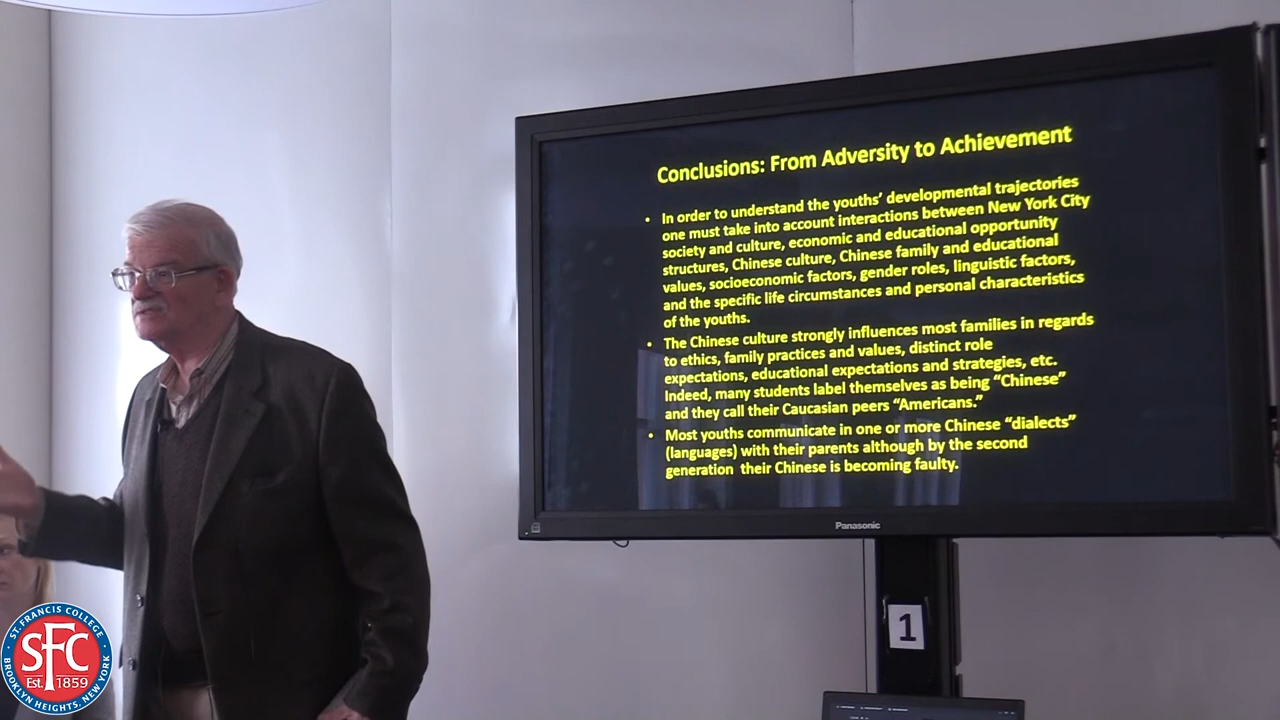 Conclusions: From Adversity to Achievement
• In order to understand the youths' developmental trajectories
one must take into account interactions between New York City
society and culture, economic and educational opportunity
structures, Chinese culture, Chinese family and educational
values, socioeconomic factors, gender roles, linguistic factors,
and the specific life circumstances and personal characteristics
of the youths.
• The Chinese culture strongly influences most families in regards
to ethics, family practices and values, distinct role
expectations, educational expectations and strategies, etc.
Indeed, many students label themselves as being “Chinese”
and they call their Caucasian peers “Americans.”
• Most youths communicate in one or more Chinese “dialects”
(languages) with their parents although by the second
generation their Chinese is becoming faulty.
Panasonic
1
ST. FRANCIS COLLEGE
SFC
EST. 1859
BROOKLYN HEIGHTS, NEW YORK